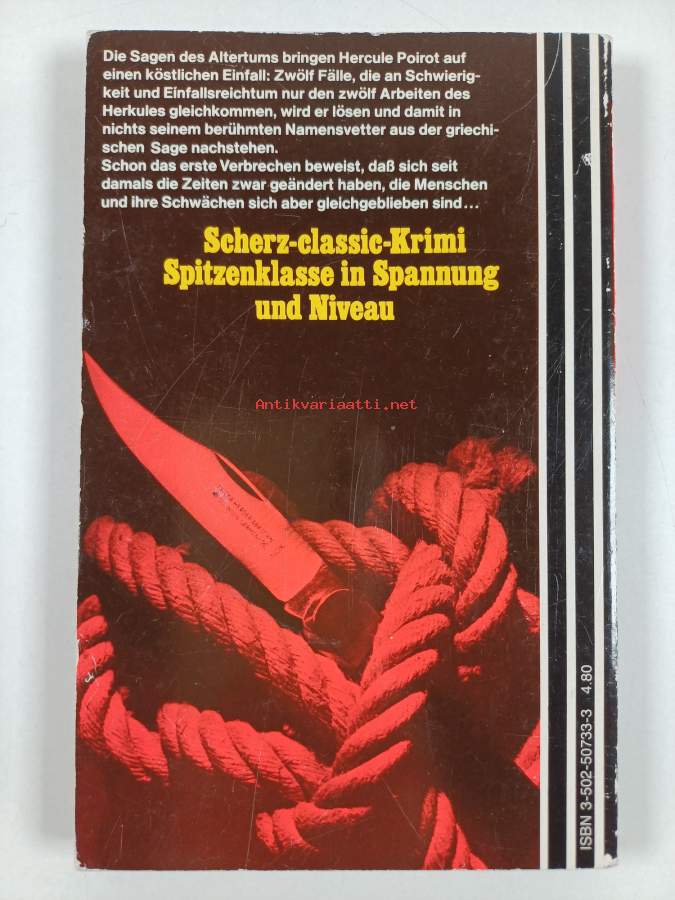 Die Sagen des Altertums bringen Hercule Poirot auf
einen köstlichen Einfall: Zwölf Fälle, die an Schwierig-
keit und Einfallsreichtum nur den zwölf Arbeiten des
Herkules gleichkommen, wird er lösen und damit in
nichts seinem berühmten Namensvetter aus der griechi-
schen Sage nachstehen.
Schon das erste Verbrechen beweist, daß sich seit
damals die Zeiten zwar geändert haben, die Menschen
und ihre Schwächen sich aber gleichgeblieben sind...
Scherz-classic-Krimi
Spitzenklasse in Spannung
und Niveau
Antikvariaatti.net
ISBN 3-502-50733-3 4.80